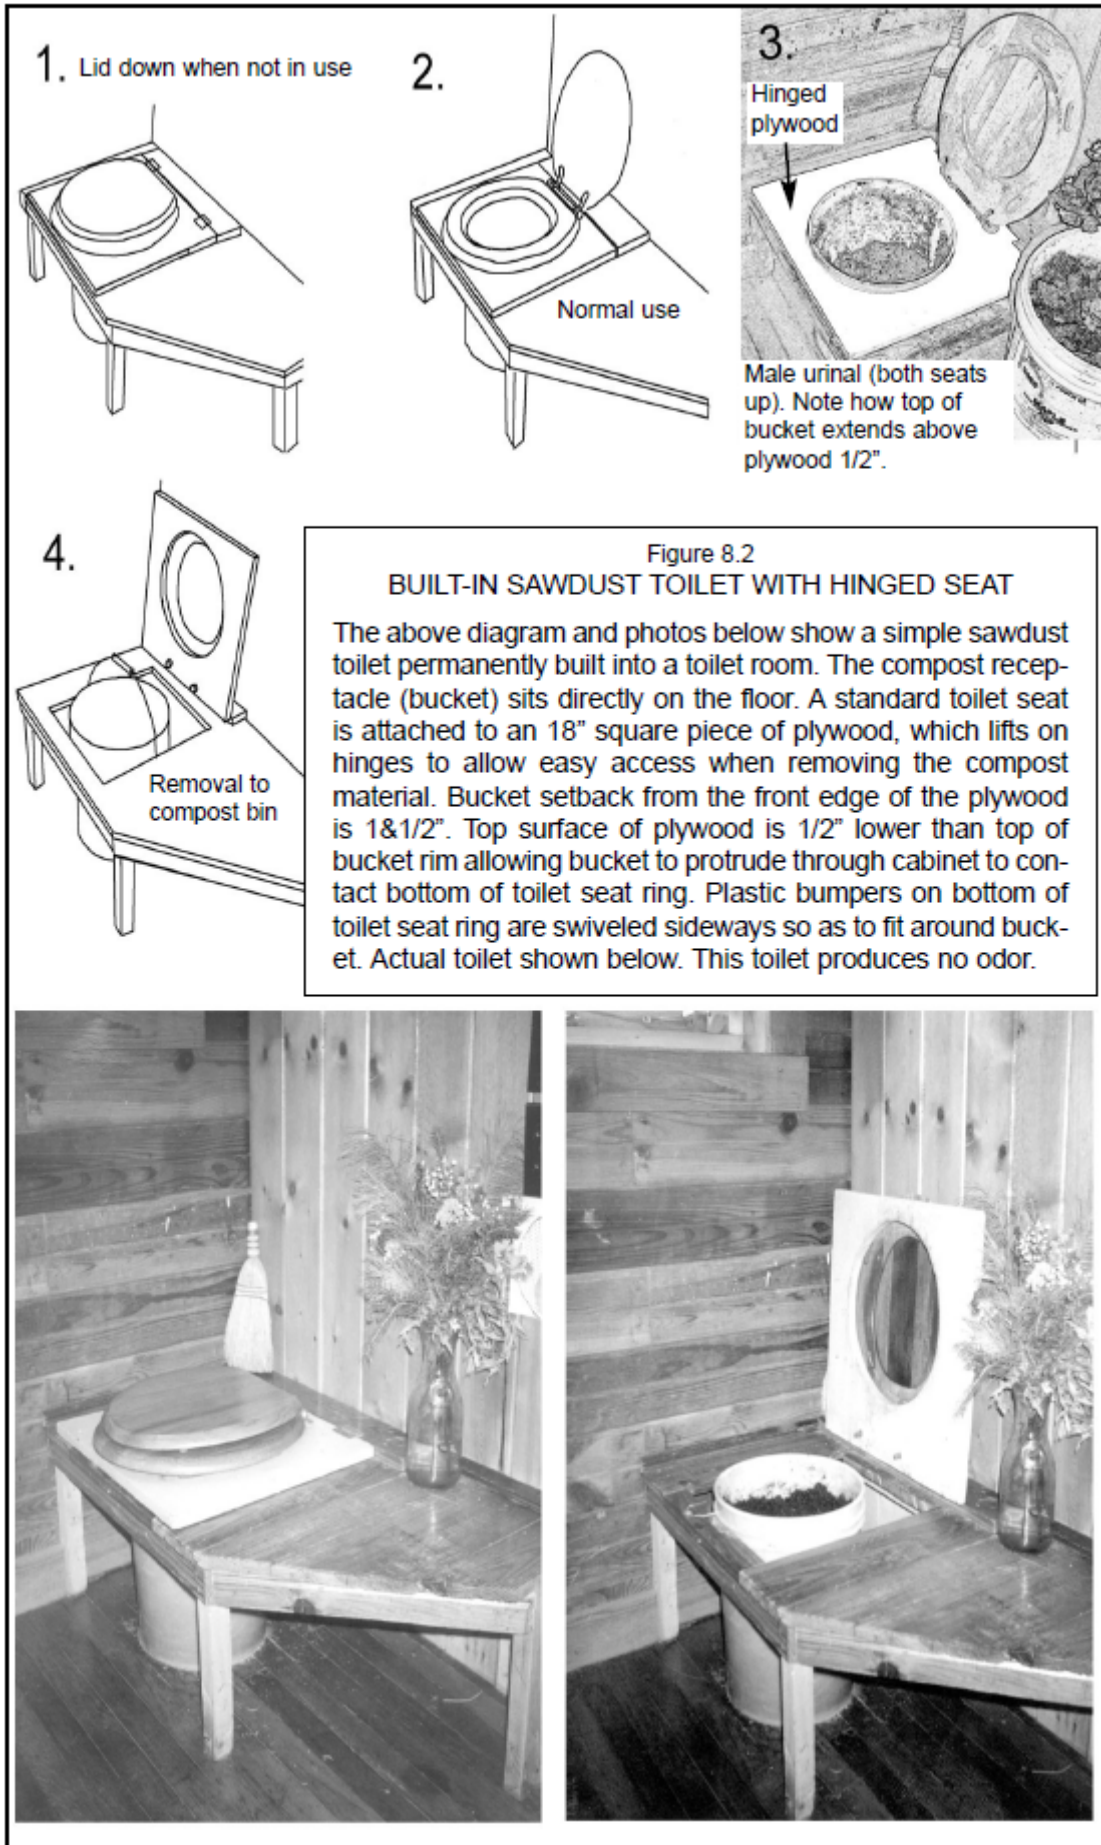 1. Lid down when not in use
2.
Normal use
3.
Hinged
plywood
Male urinal (both seats
up). Note how top of
bucket extends above
plywood 1/2”.
4.
Removal to
compost bin
Figure 8.2
BUILT-IN SAWDUST TOILET WITH HINGED SEAT
The above diagram and photos below show a simple sawdust
toilet permanently built into a toilet room. The compost recep-
tacle (bucket) sits directly on the floor. A standard toilet seat
is attached to an 18” square piece of plywood, which lifts on
hinges to allow easy access when removing the compost
material. Bucket setback from the front edge of the plywood
is 1&1/2”. Top surface of plywood is 1/2” lower than top of
bucket rim allowing bucket to protrude through cabinet to con-
tact bottom of toilet seat ring. Plastic bumpers on bottom of
toilet seat ring are swiveled sideways so as to fit around buck-
et. Actual toilet shown below. This toilet produces no odor.